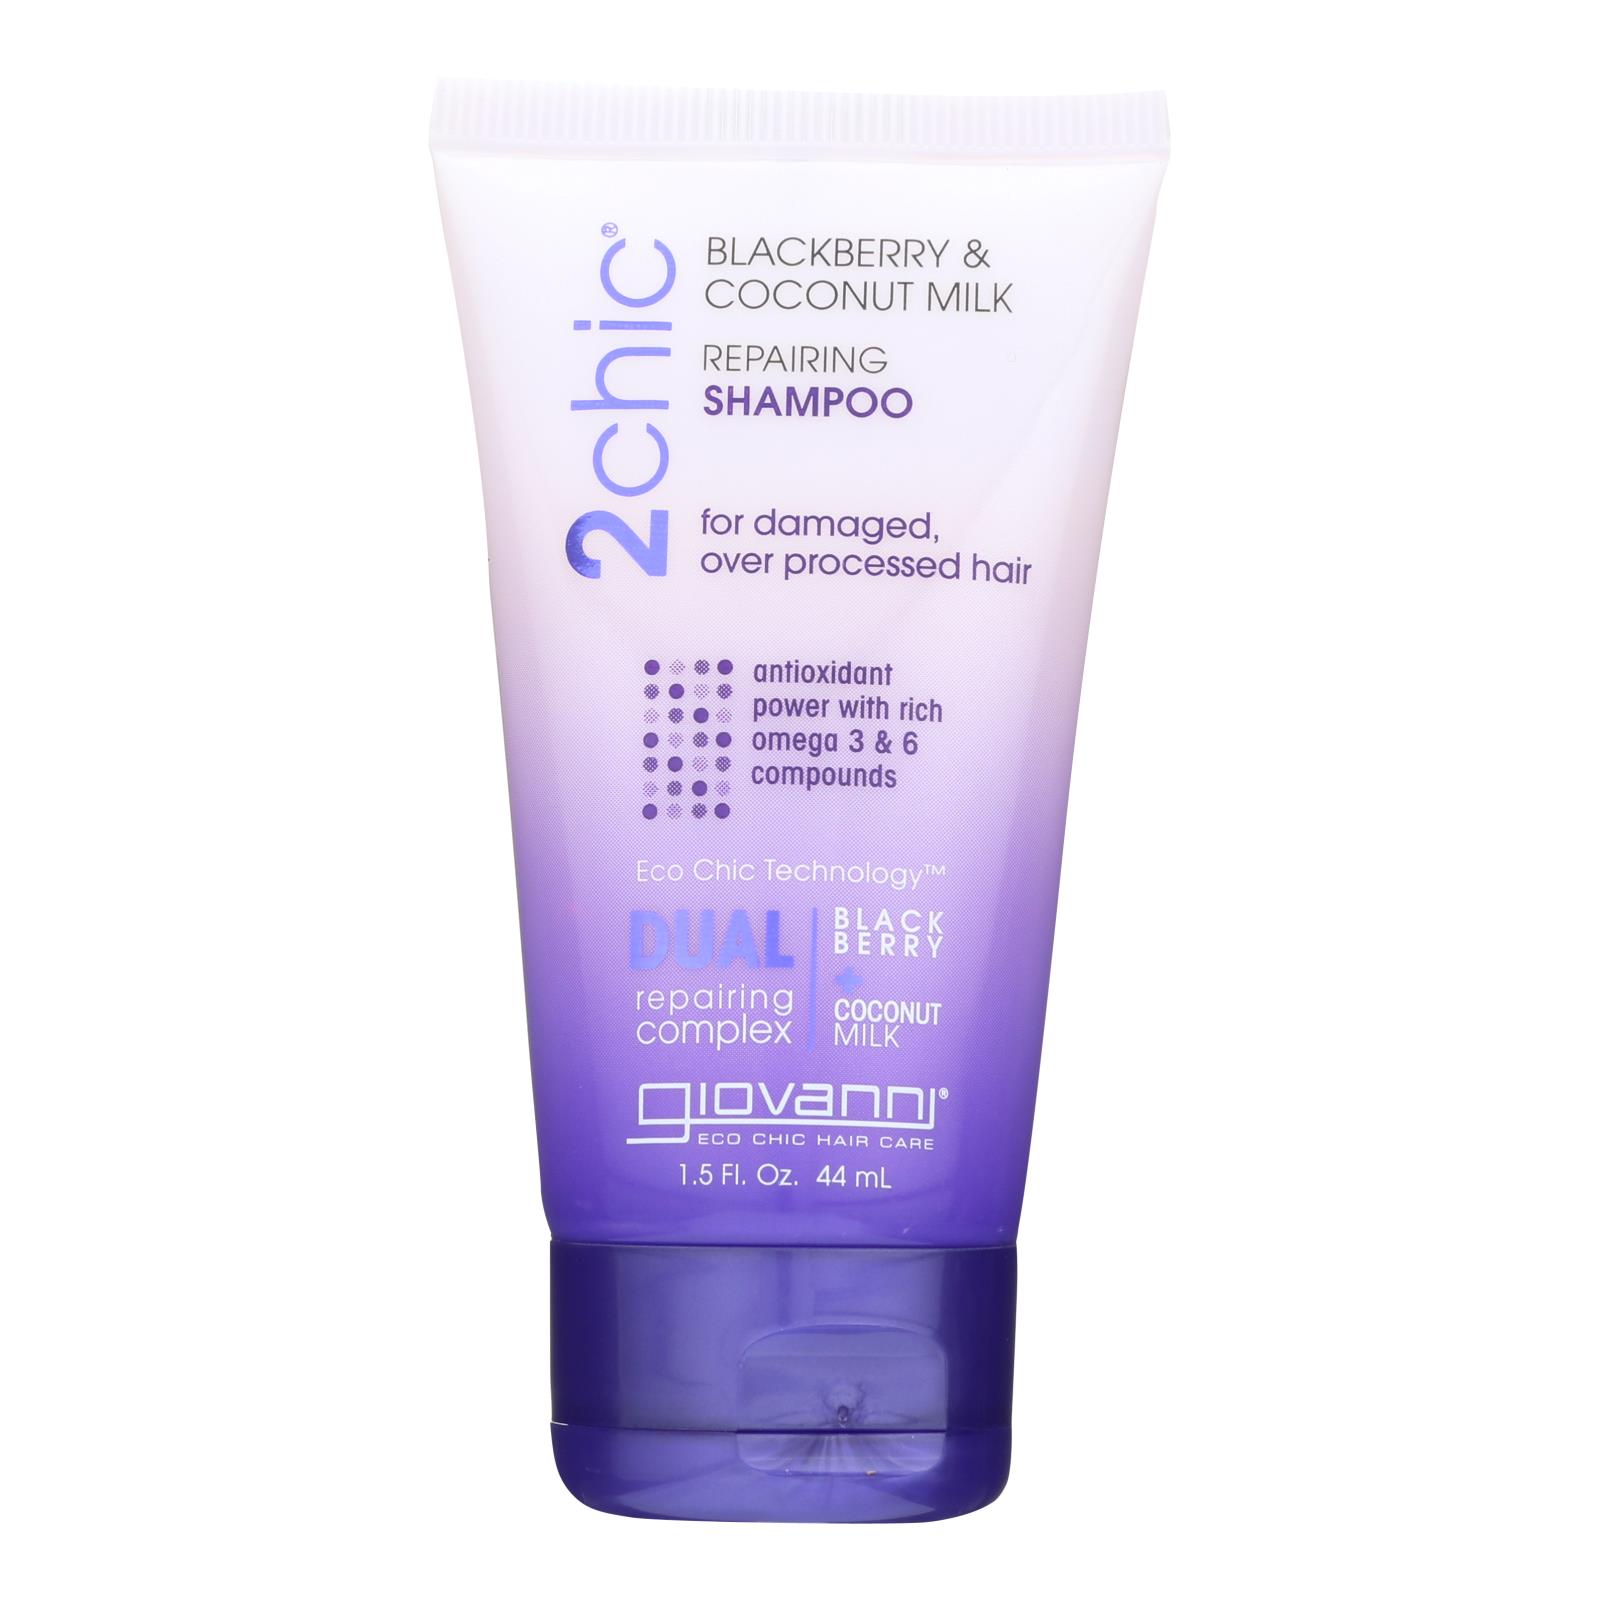 2chic®
BLACKBERRY &
COCONUT MILK
REPAIRING
SHAMPOO
for damaged,
over processed hair
antioxidant
power with rich
omega 3 & 6
compounds
Eco Chic Technology™
DUAL
repairing
complex
BLACK
BERRY
+
COCONUT
MILK
giovanni®
ECO CHIC HAIR CARE
1.5 Fl. Oz. 44 mL